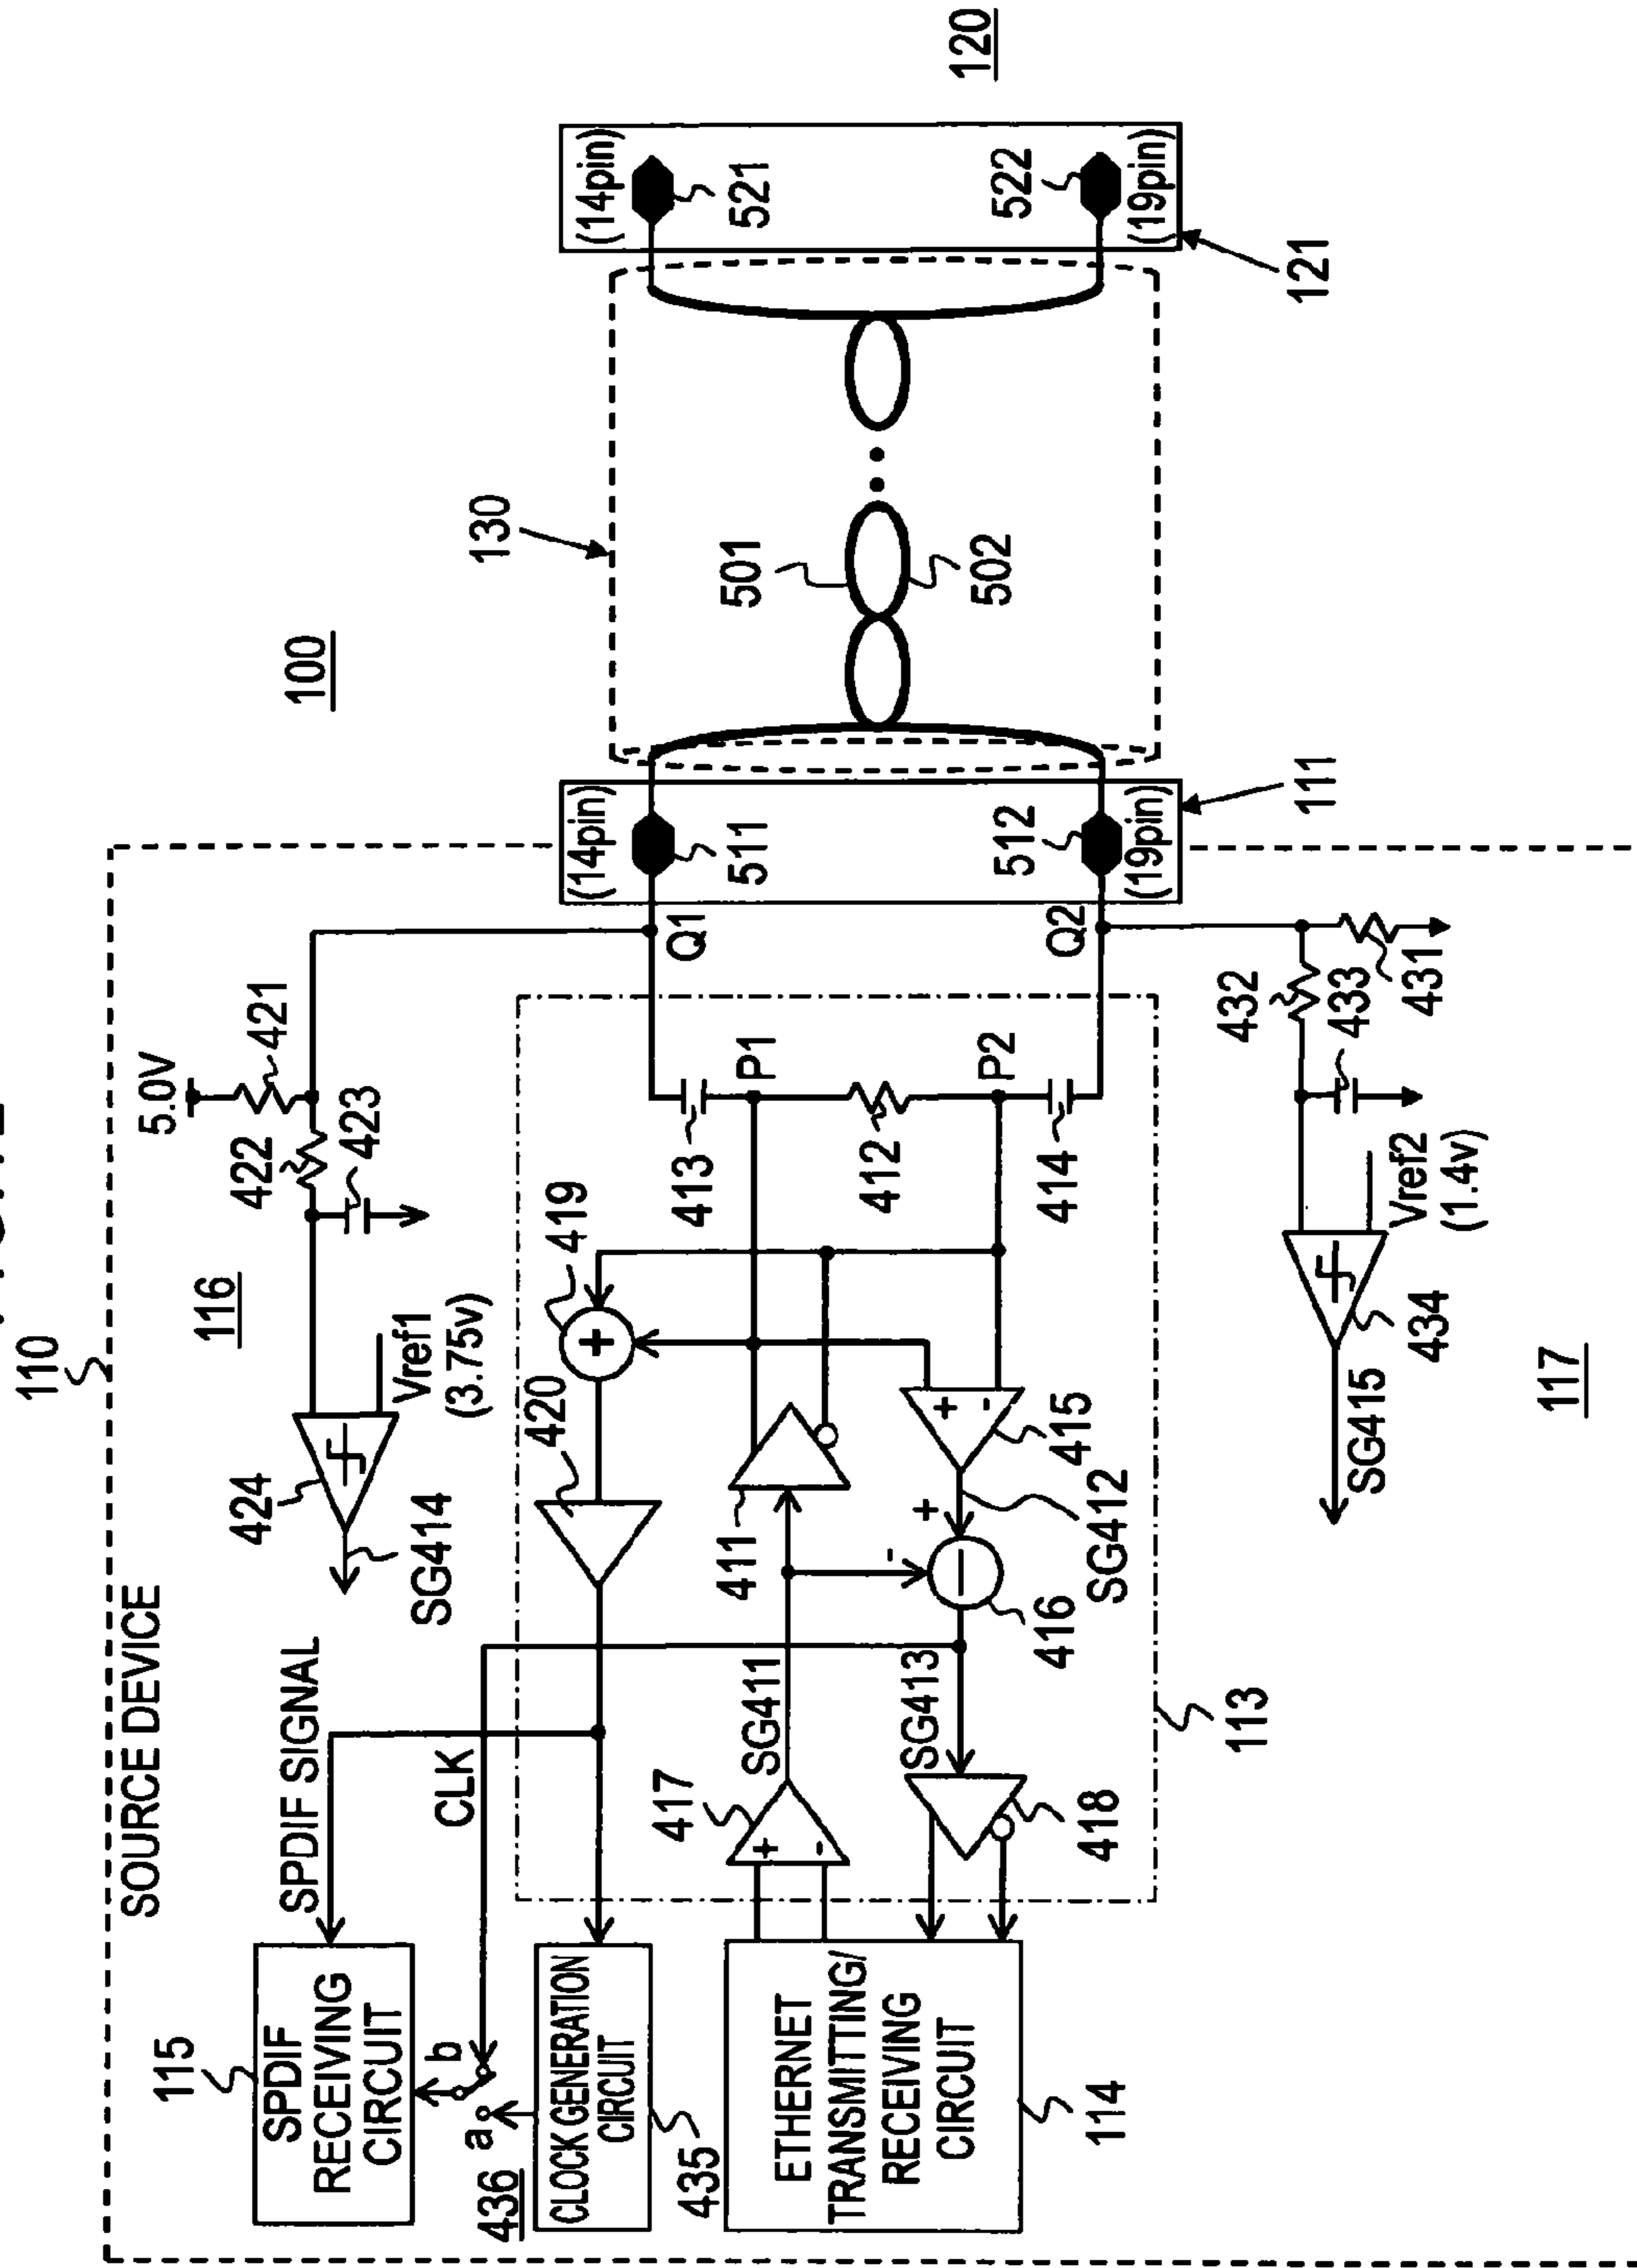 110
SOURCE DEVICE
100
116
117
120
5.0V
421
422
423
424
Vref1
(3.75v)
SG414
SPDIF SIGNAL
CLK
115
SPDIF
RECEIVING
CIRCUIT
b
a
436
CLOCK GENERATION
CIRCUIT
435
ETHERNET
TRANSMITTING/
RECEIVING
CIRCUIT
114
113
419
420
+
411
SG411
417
+
-
413
P1
412
P2
414
+
-
415
SG412
+
-
416
SG413
418
Q1
Q2
(14pin)
511
512
(19pin)
111
130
501
502
(14pin)
521
522
(19pin)
121
432
433
431
Vref2
(1.4v)
434
SG415